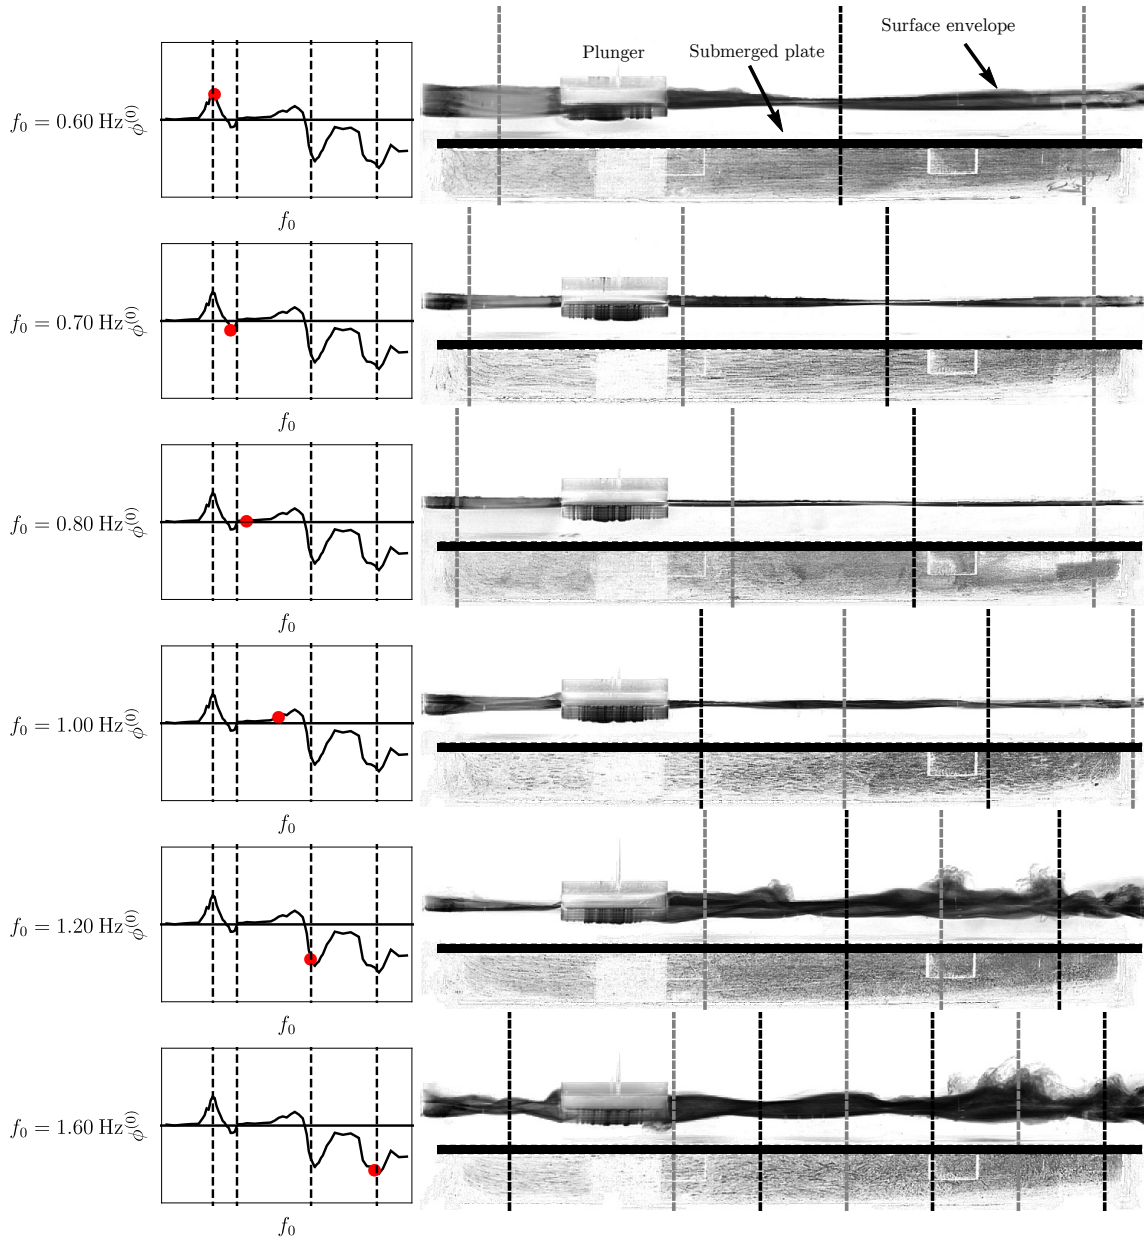 Surface envelope
Plunger
Submerged plate
f₀ = 0.60 Hz
ϕ⁽⁰⁾
f₀
f₀ = 0.70 Hz
ϕ⁽⁰⁾
f₀
f₀ = 0.80 Hz
ϕ⁽⁰⁾
f₀
f₀ = 1.00 Hz
ϕ⁽⁰⁾
f₀
f₀ = 1.20 Hz
ϕ⁽⁰⁾
f₀
f₀ = 1.60 Hz
ϕ⁽⁰⁾
f₀